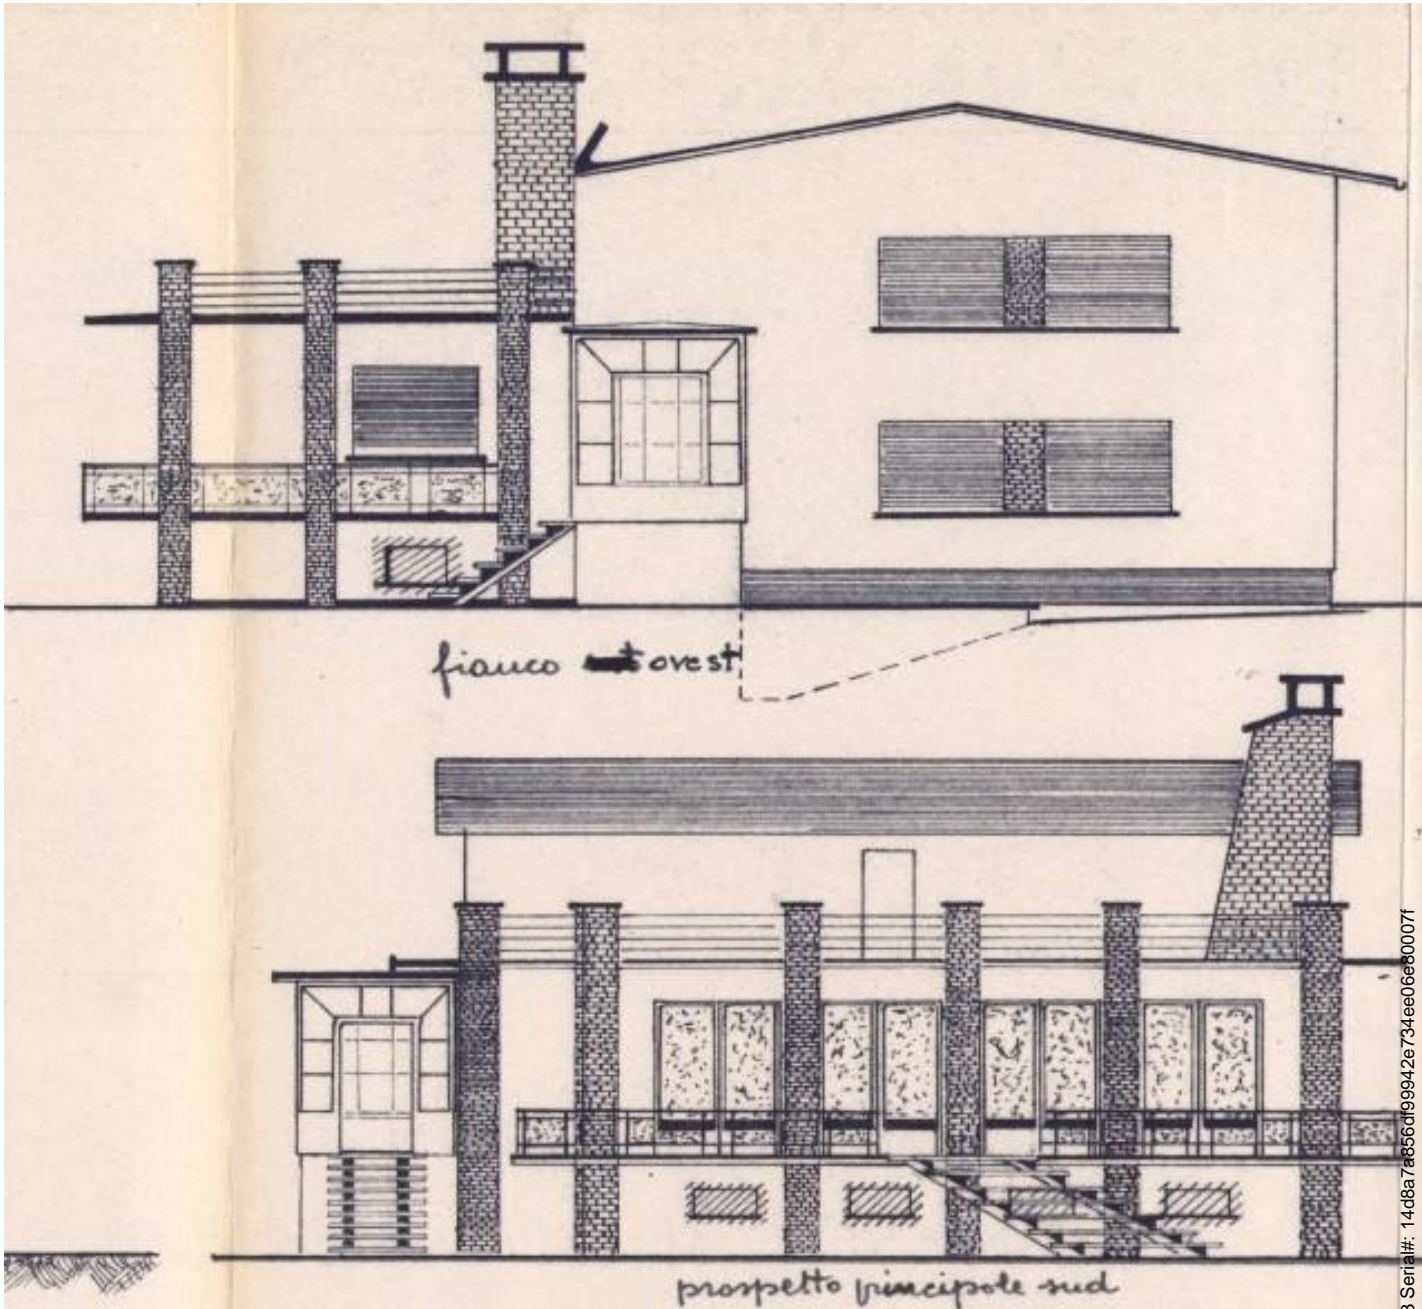 fianco ovest
prospetto principale sud
Serial#: 14d8a7a856df99942e734ee06e80007f